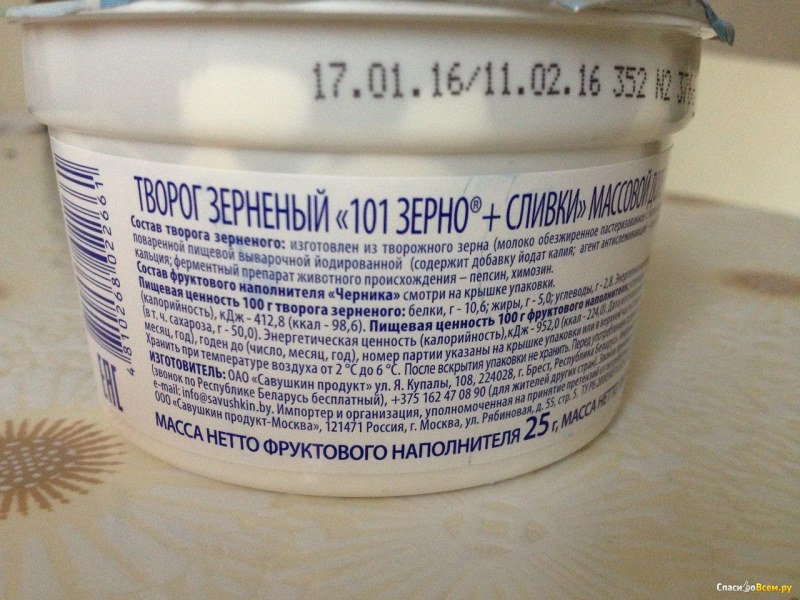 17.01.16/11.02.16 352 N2 376
ТВОРОГ ЗЕРНЕНЫЙ «101 ЗЕРНО®+ СЛИВКИ» МАССОВОЙ
Состав творога зерненого: изготовлен из творожного зерна (молоко обезжиренное пастеризованное
поваренной пищевой выварочной йодированной (содержит добавку йодат калия; агент антислеживающий
кальция; ферментный препарат животного происхождения – пепсин, химозин.
Состав фруктового наполнителя «Черника» смотри на крышке упаковки.
Пищевая ценность 100 г творога зерненого: белки, г - 10,6; жиры, г - 5,0; углеводы, г - 2,8.
(калорийность), кДж - 412,8 (ккал - 98,6). Пищевая ценность 100 г фруктового наполнителя:
(в т. ч. сахароза, г - 50,0). Энергетическая ценность (калорийность), кДж - 952,0 (ккал - 224,0).
месяц, год), годен до (число, месяц, год), номер партии указаны на крышке упаковки или
Хранить при температуре воздуха от 2 °C до 6 °C. После вскрытия упаковки не хранить.
ИЗГОТОВИТЕЛЬ: ОАО «Савушкин продукт» ул. Я. Купалы, 108, 224028, г. Брест, Республика Беларусь
(звонок по Республике Беларусь бесплатный), +375 162 47 08 90 (для жителей других стран)
e-mail: info@savushkin.by. Импортер и организация, уполномоченная на принятие претензий
ООО «Савушкин продукт-Москва», 121471 Россия, г. Москва, ул. Рябиновая, д. 55, стр. 5.
МАССА НЕТТО ФРУКТОВОГО НАПОЛНИТЕЛЯ 25 г, МАССА НЕТТО
4 810268 022661
EAC
СпасибоВсем.ру